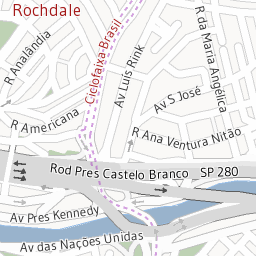 Rochdale
R Analândia
Ciclofaixa Brasil
Av Luis Rink
R da Maria Angélica
Av S José
R Americana
R Ana Ventura Nitão
Rod Pres Castelo Branco SP 280
Av Pres Kennedy
Av das Nações Unidas